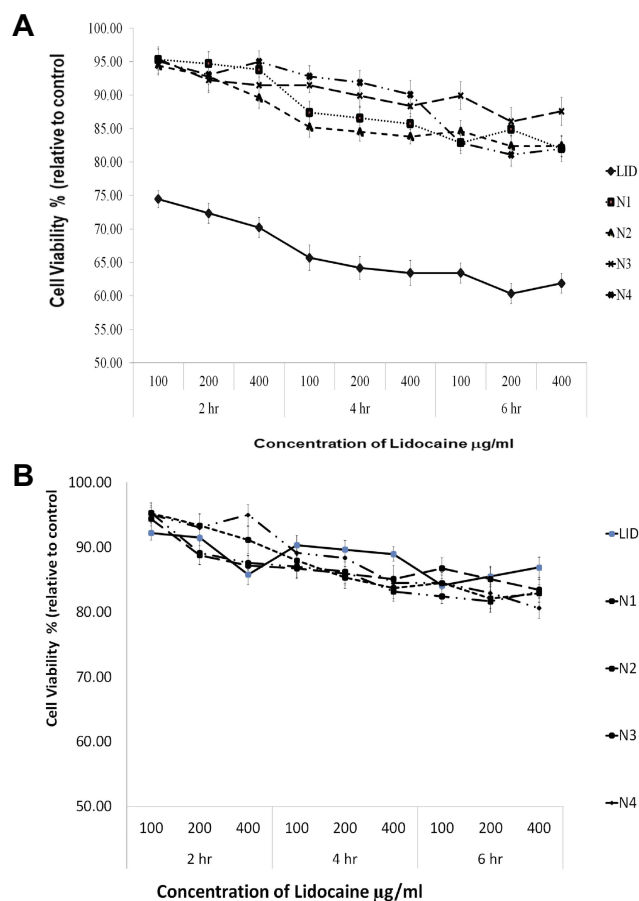 A
Cell Viability % (relative to control
100.00
95.00
90.00
85.00
80.00
75.00
70.00
65.00
60.00
55.00
50.00
100 200 400 100 200 400 100 200 400
2 hr 4 hr 6 hr
Concentration of Lidocaine µg/ml
LID
N1
N2
N3
N4
B
Cell Viability % (relative to control
100.00
90.00
80.00
70.00
60.00
50.00
100 200 400 100 200 400 100 200 400
2 hr 4 hr 6 hr
Concentration of Lidocaine µg/ml
LID
N1
N2
N3
N4